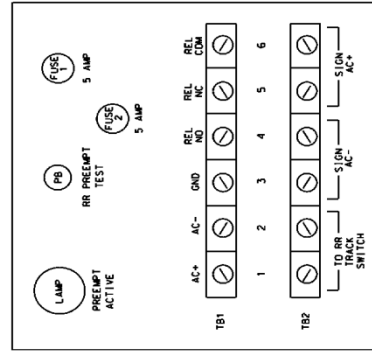 LAMP
PREEMPT
ACTIVE
PB
RR PREEMPT
TEST
FUSE
2
5 AMP
FUSE
1
5 AMP
AC+
AC-
GND
REL
NO
REL
NC
REL
COM
TB1
1
2
3
4
5
6
TB2
TO RR
TRACK
SWITCH
SIGN
AC-
SIGN
AC+